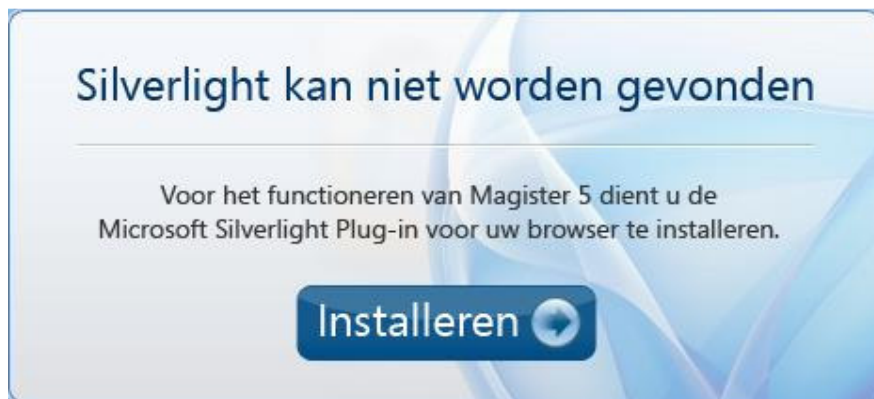 Silverlight kan niet worden gevonden
Voor het functioneren van Magister 5 dient u de
Microsoft Silverlight Plug-in voor uw browser te installeren.
Installeren